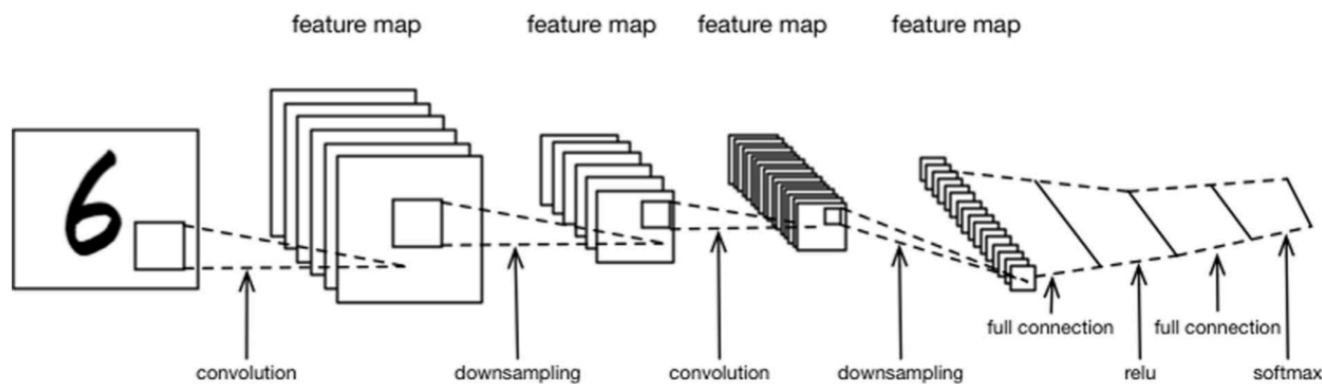 feature map feature map feature map feature map
6
full connection full connection
convolution downsampling convolution downsampling relu softmax